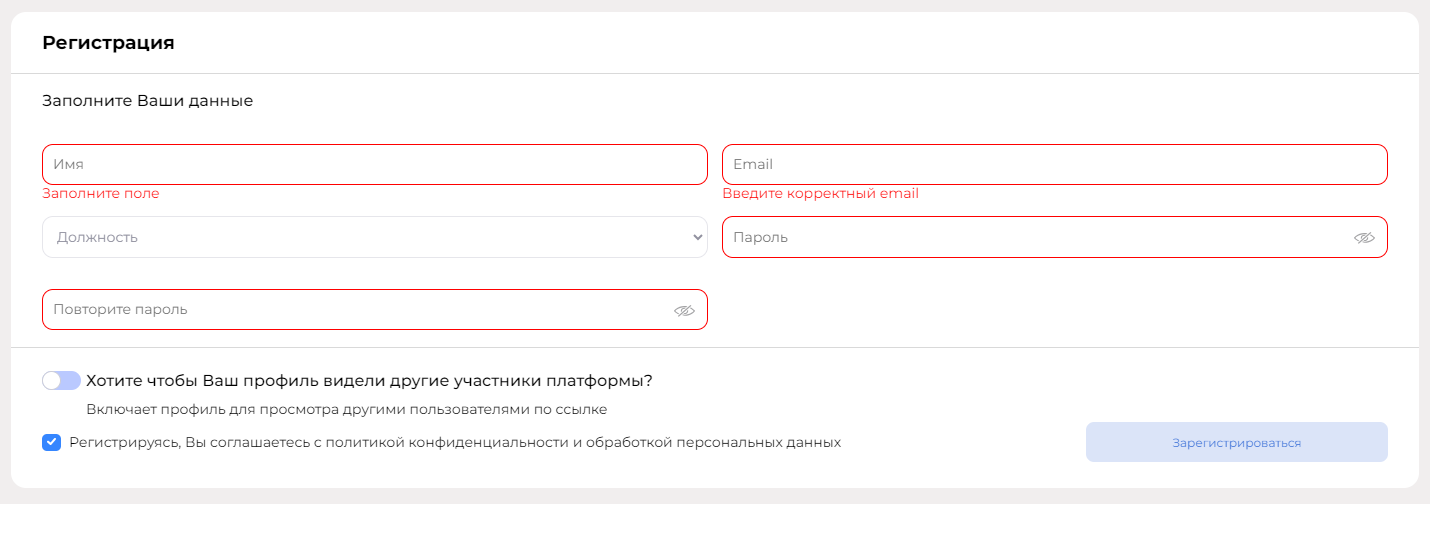 Регистрация
Заполните Ваши данные
Имя
Email
Заполните поле
Введите корректный email
Должность
Пароль
Повторите пароль
Хотите чтобы Ваш профиль видели другие участники платформы?
Включает профиль для просмотра другими пользователями по ссылке
Регистрируясь, Вы соглашаетесь с политикой конфиденциальности и обработкой персональных данных
Зарегистрироваться